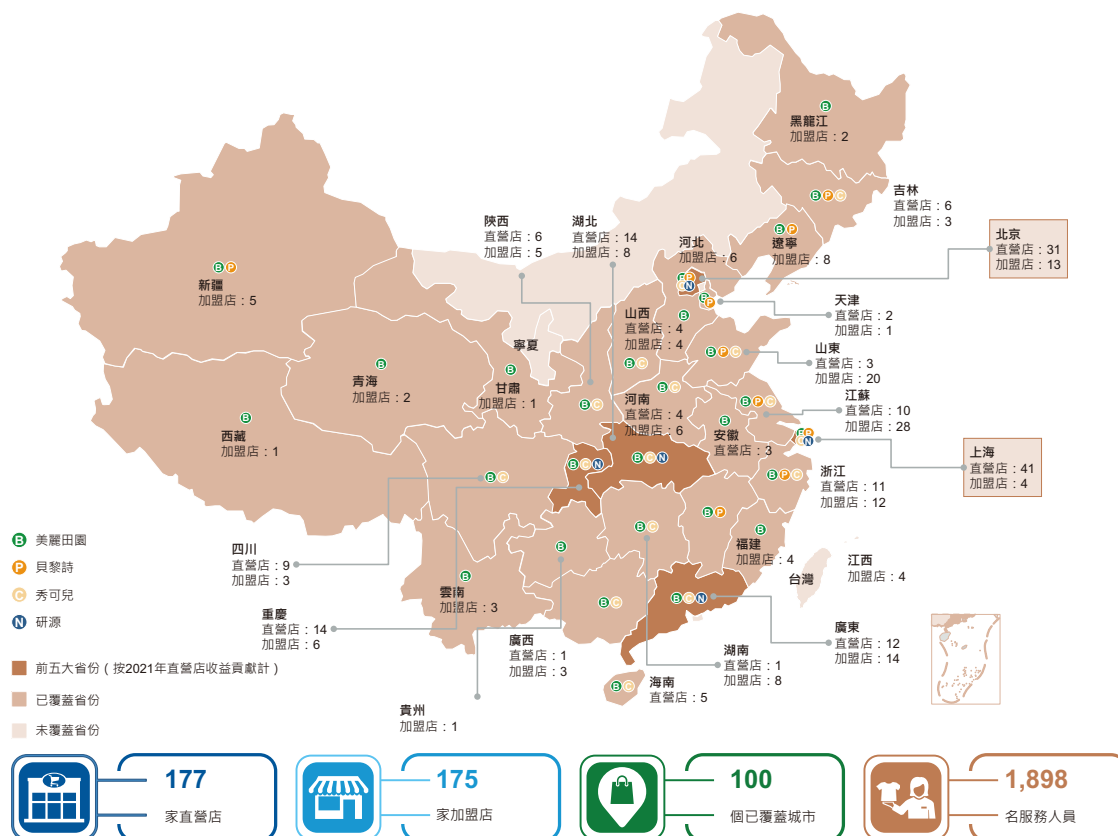 B
黑龍江
加盟店：2
B P C
吉林
直營店：6
加盟店：3
B P
遼寧
加盟店：8
陝西
直營店：6
加盟店：5
湖北
直營店：14
加盟店：8
河北
加盟店：6
北京
直營店：31
加盟店：13
B P
C N
B P
新疆
加盟店：5
B
P
天津
直營店：2
加盟店：1
B
山西
直營店：4
加盟店：4
B C
寧夏
B P C
山東
直營店：3
加盟店：20
B
青海
加盟店：2
B
甘肅
加盟店：1
B C
B C
河南
直營店：4
加盟店：6
B P C
江蘇
直營店：10
加盟店：28
B
安徽
直營店：3
B
西藏
加盟店：1
B P
C N
上海
直營店：41
加盟店：4
B C
B C N
B C N
B P C
浙江
直營店：11
加盟店：12
B 美麗田園
P 貝黎詩
C 秀可兒
N 研源
四川
直營店：9
加盟店：3
B
B C
B P
B
福建
加盟店：4
江西
加盟店：4
台灣
B
雲南
加盟店：3
B C
B C N
重慶
直營店：14
加盟店：6
廣西
直營店：1
加盟店：3
湖南
直營店：1
加盟店：8
廣東
直營店：12
加盟店：14
B C
海南
直營店：5
貴州
加盟店：1
前五大省份（按2021年直營店收益貢獻計）
已覆蓋省份
未覆蓋省份
177
家直營店
175
家加盟店
100
個已覆蓋城市
1,898
名服務人員